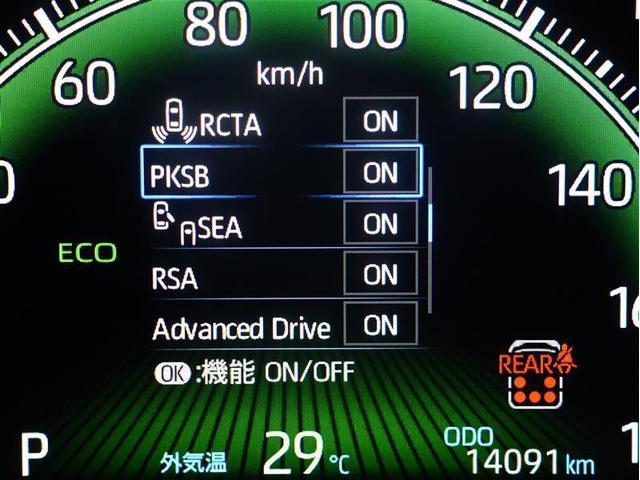 80 100
60 km/h 120
RCTA ON
PKSB ON
140
SEA ON
ECO
RSA ON
Advanced Drive ON
REAR
OK :機能 ON/OFF
P 外気温 29℃ ODO 14091 km